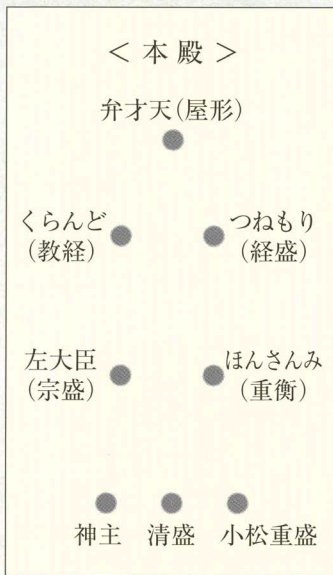 ＜本殿＞
弁才天(屋形)
くらんど　つねもり
(教経)　(経盛)
左大臣　ほんさんみ
(宗盛)　(重衡)
神主　清盛　小松重盛